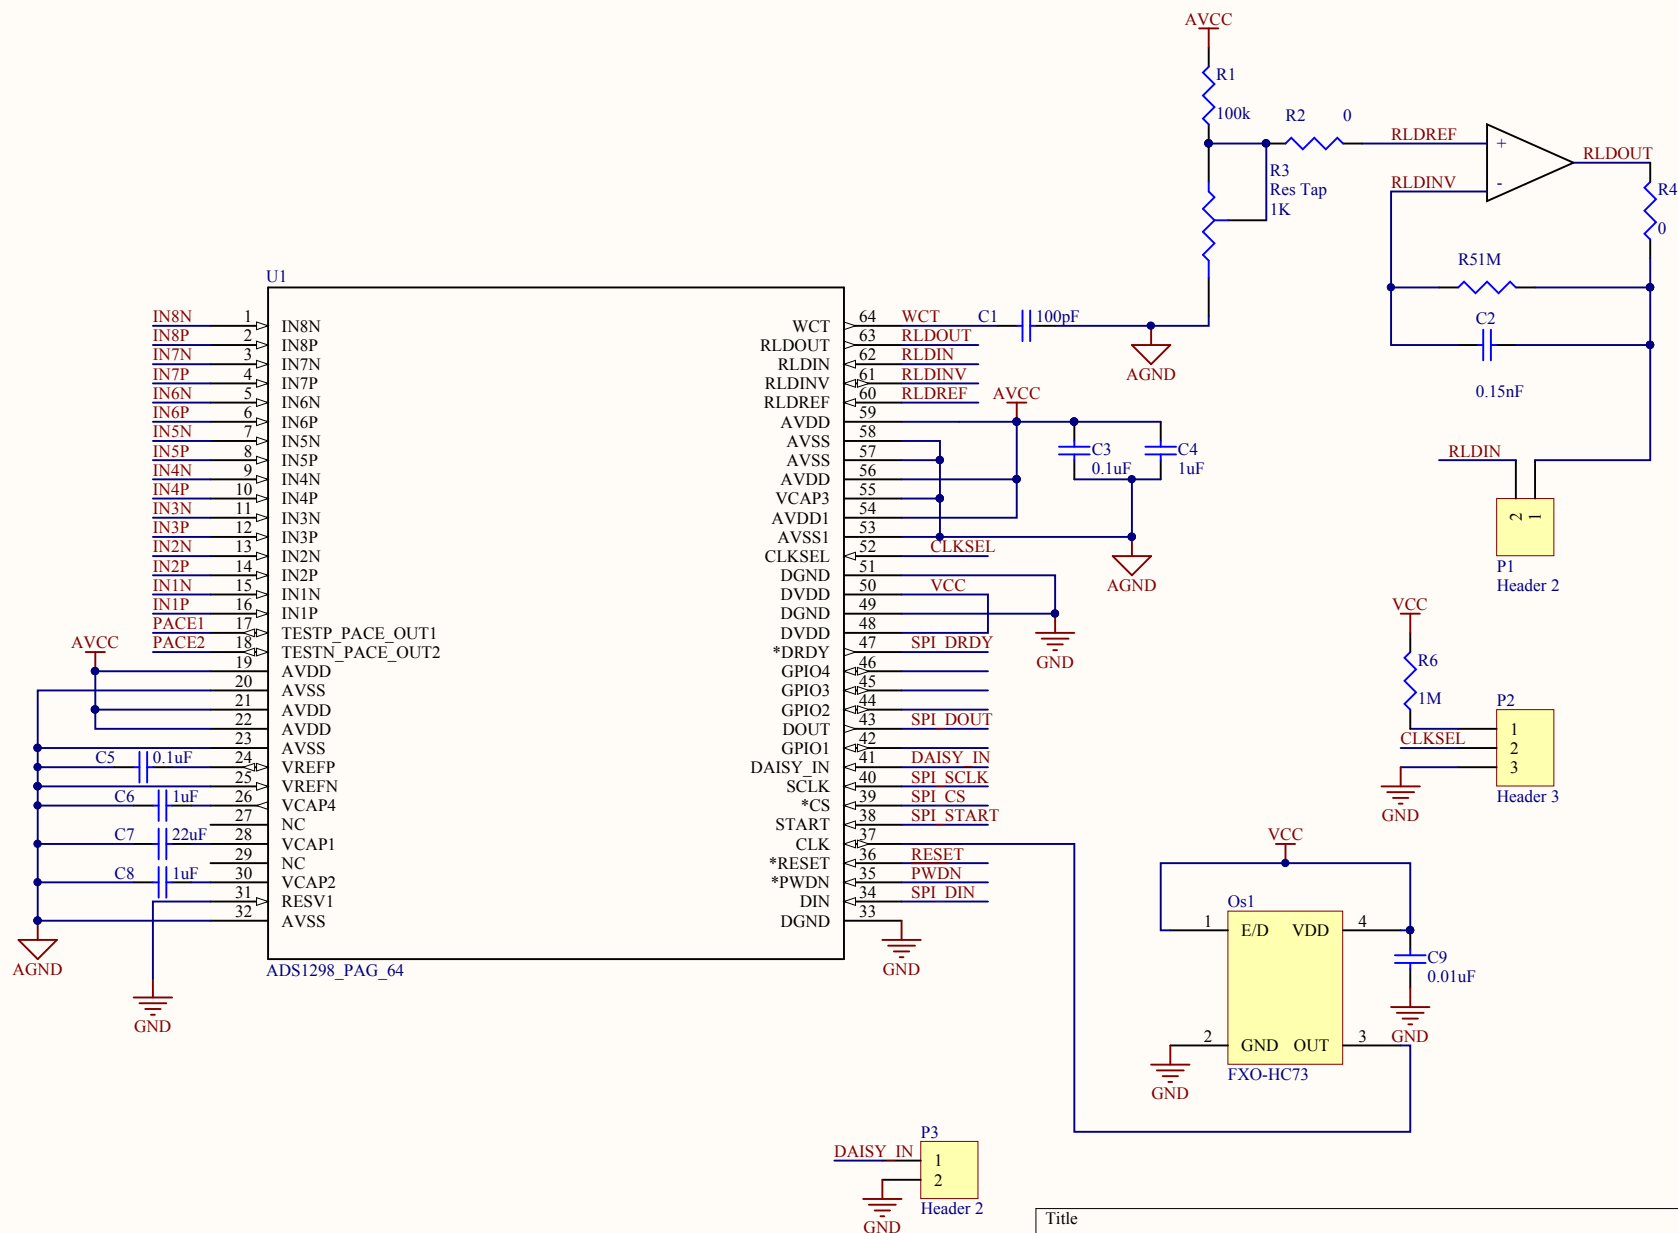 AVCC
R1
100k
R2 0
RLDREF
+
RLDOUT
R3
Res Tap
1K
RLDINV
-
R4
0
R51M
C2
0.15nF
U1
IN8N 1 IN8N
IN8P 2 IN8P
IN7N 3 IN7N
IN7P 4 IN7P
IN6N 5 IN6N
IN6P 6 IN6P
IN5N 7 IN5N
IN5P 8 IN5P
IN4N 9 IN4N
IN4P 10 IN4P
IN3N 11 IN3N
IN3P 12 IN3P
IN2N 13 IN2N
IN2P 14 IN2P
IN1N 15 IN1N
IN1P 16 IN1P
PACE1 17 TESTP_PACE_OUT1
PACE2 18 TESTN_PACE_OUT2
AVCC
19 AVDD
20 AVSS
21 AVDD
22 AVDD
23 AVSS
C5 0.1uF 24 VREFP
25 VREFN
C6 1uF 26 VCAP4
27 NC
C7 22uF 28 VCAP1
29 NC
C8 1uF 30 VCAP2
31 RESV1
32 AVSS
AGND
GND
ADS1298_PAG_64
WCT 64 WCT C1 100pF
AGND
RLDOUT 63 RLDOUT
RLDIN 62 RLDIN
RLDINV 61 RLDINV
RLDREF 60 RLDREF
AVCC
AVDD 59
AVSS 58
AVSS 57
AVDD 56
VCAP3 55
AVDD1 54
AVSS1 53
C3
0.1uF
C4
1uF
AGND
CLKSEL 52 CLKSEL
DGND 51
DVDD 50 VCC
DGND 49
DVDD 48
GND
*DRDY 47 SPI_DRDY
GPIO4 46
GPIO3 45
GPIO2 44
DOUT 43 SPI_DOUT
GPIO1 42
DAISY_IN 41 DAISY_IN
SCLK 40 SPI_SCLK
*CS 39 SPI_CS
START 38 SPI_START
CLK 37
*RESET 36 RESET
*PWDN 35 PWDN
DIN 34 SPI_DIN
DGND 33
GND
RLDIN
2 1
P1
Header 2
VCC
R6
1M
P2
1
CLKSEL 2
3
GND
Header 3
VCC
Os1
1 E/D VDD 4
C9
0.01uF
GND
2 GND OUT 3
GND
FXO-HC73
P3
DAISY_IN 1
2
GND
Header 2
Title